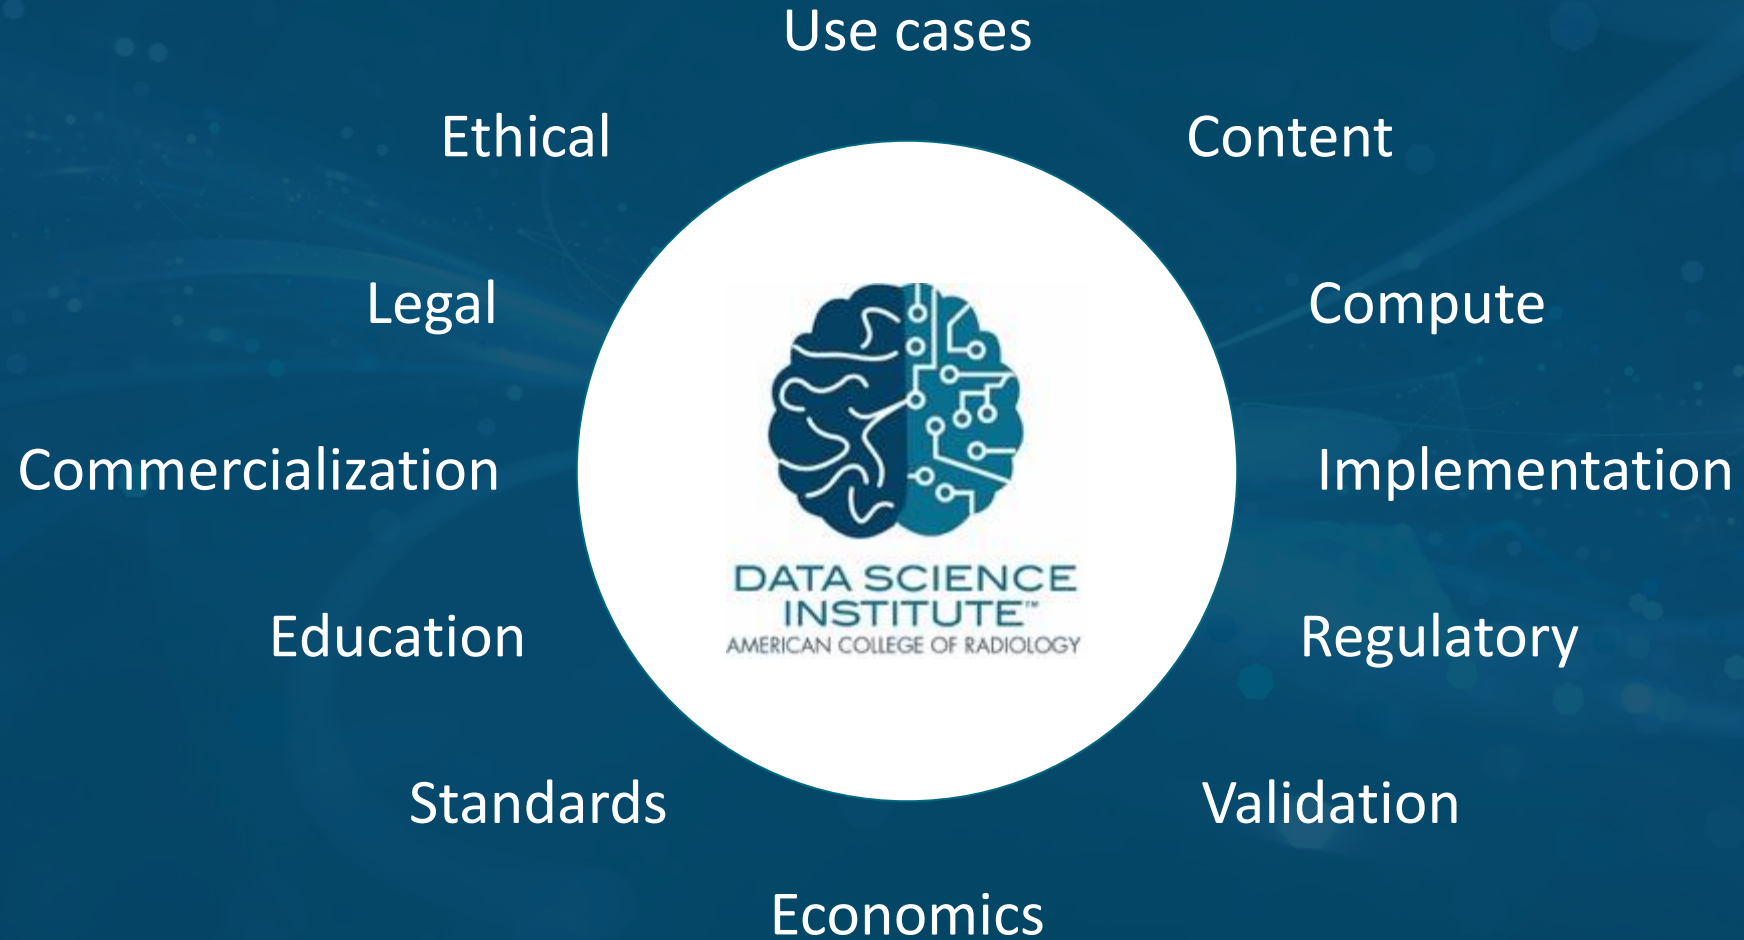 Use cases
Ethical
Content
Legal
Compute
Commercialization
Implementation
Education
Regulatory
Standards
Validation
Economics
DATA SCIENCE
INSTITUTE™
AMERICAN COLLEGE OF RADIOLOGY